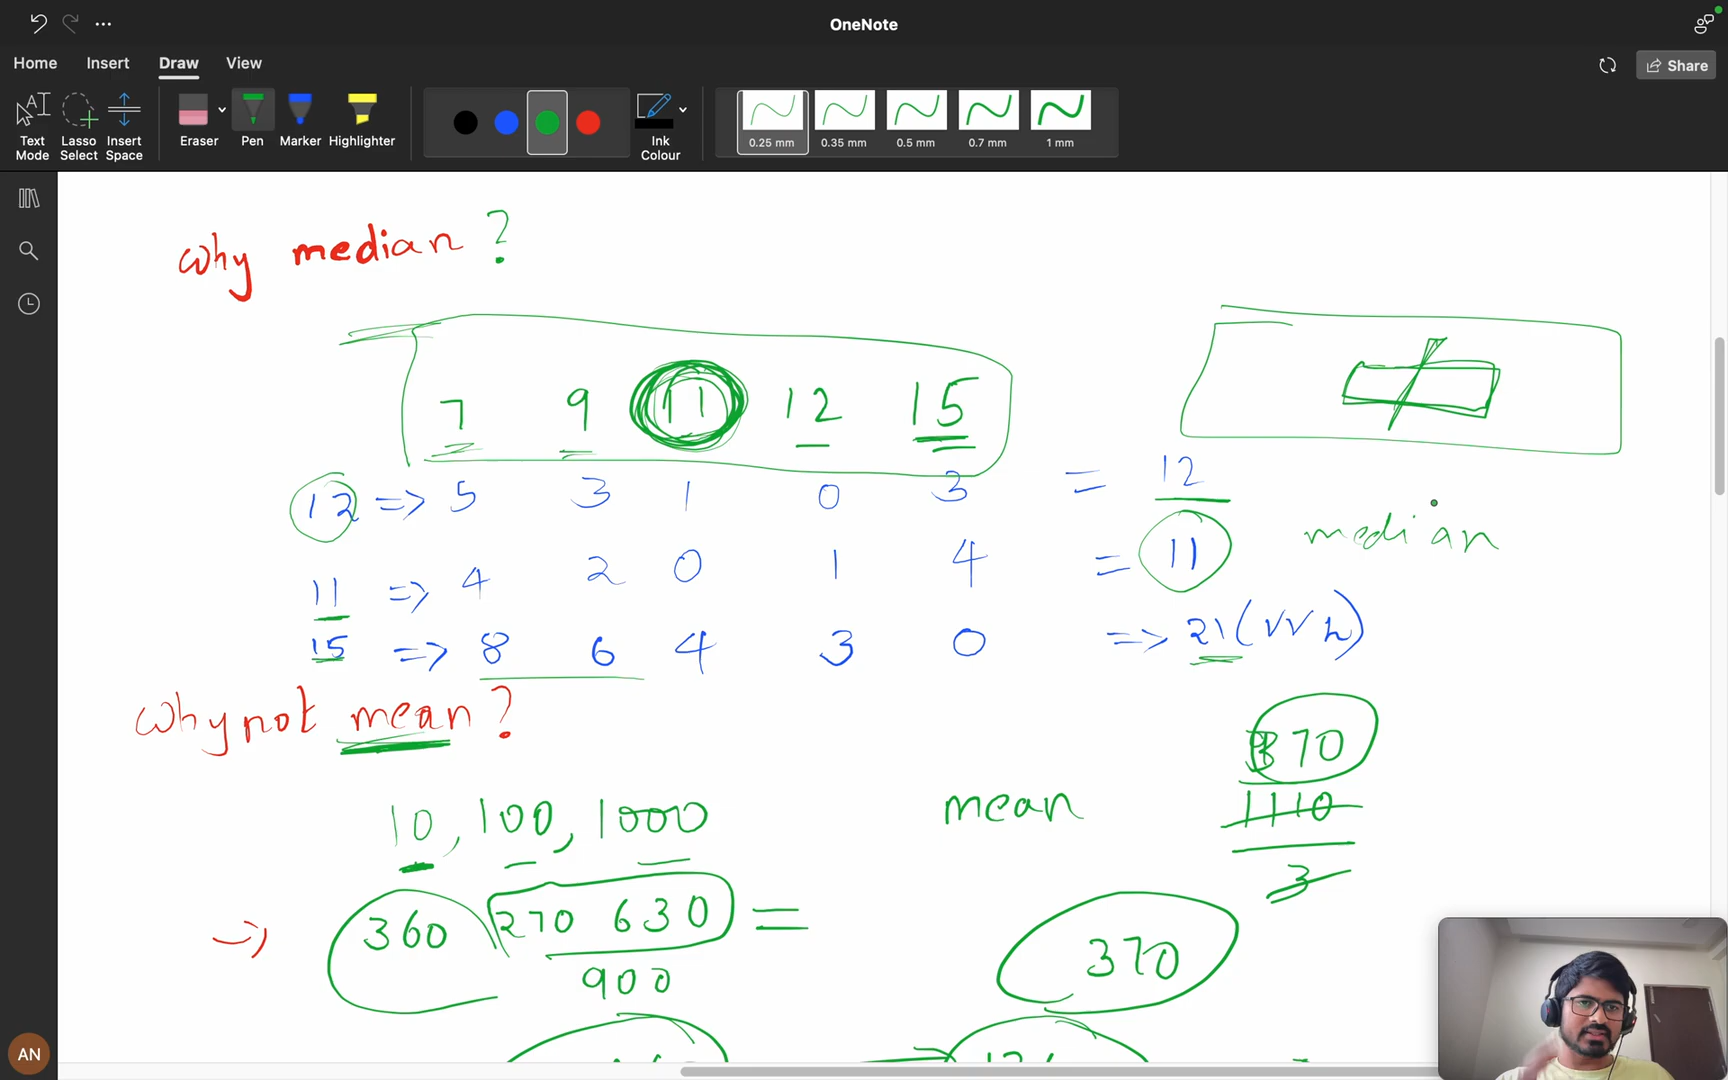 OneNote
Home Insert Draw View
Share
Text Mode
Lasso Select
Insert Space
Eraser
Pen
Marker
Highlighter
Ink Colour
0.25 mm
0.35 mm
0.5 mm
0.7 mm
1 mm
why median ?
7 9 11 12 15
12 => 5 3 1 0 3 = 12
11 => 4 2 0 1 4 = 11 median
15 => 8 6 4 3 0 => 21 (VV h)
why not mean ?
370
10, 100, 1000 mean 1110
3
-> 360 270 630 = 370
900
AN